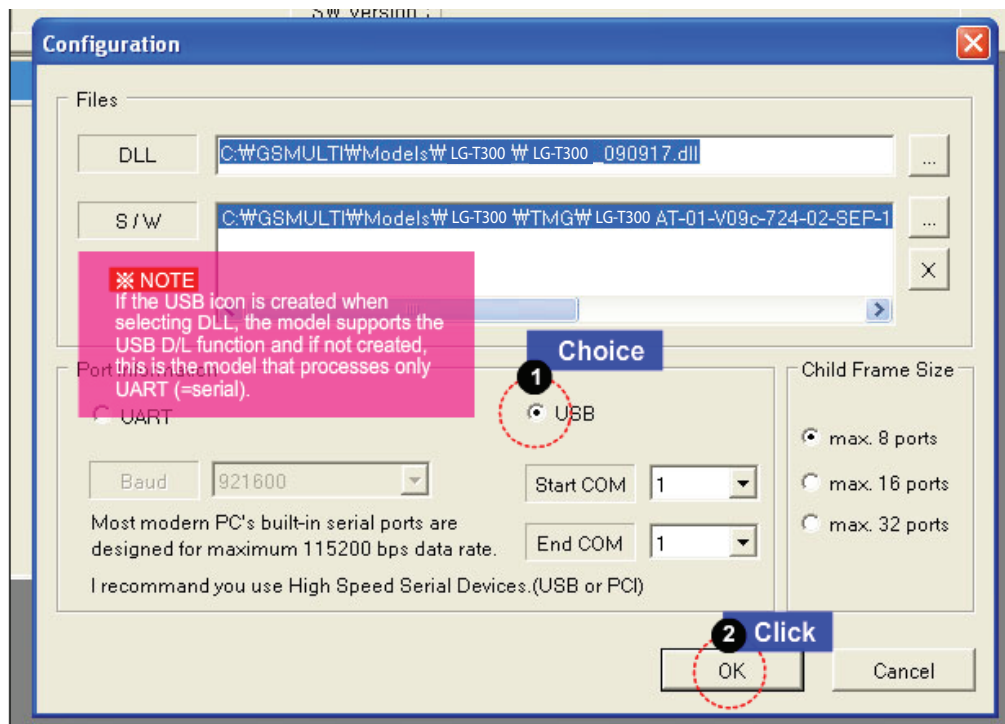 SW Version :
Configuration
Files
DLL
C:₩GSMULTI₩Models₩ LG-T300 ₩ LG-T300 _090917.dll
...
S / W
C:₩GSMULTI₩Models₩ LG-T300 ₩TMG₩ LG-T300 AT-01-V09c-724-02-SEP-1
...
X
※ NOTE
If the USB icon is created when
selecting DLL, the model supports the
USB D/L function and if not created,
this is the model that processes only
UART (=serial).
Choice
Port Information
1
Child Frame Size
UART
USB
max. 8 ports
Baud
921600
Start COM
1
max. 16 ports
Most modern PC's built-in serial ports are
designed for maximum 115200 bps data rate.
End COM
1
max. 32 ports
I recommand you use High Speed Serial Devices.(USB or PCI)
2 Click
OK
Cancel